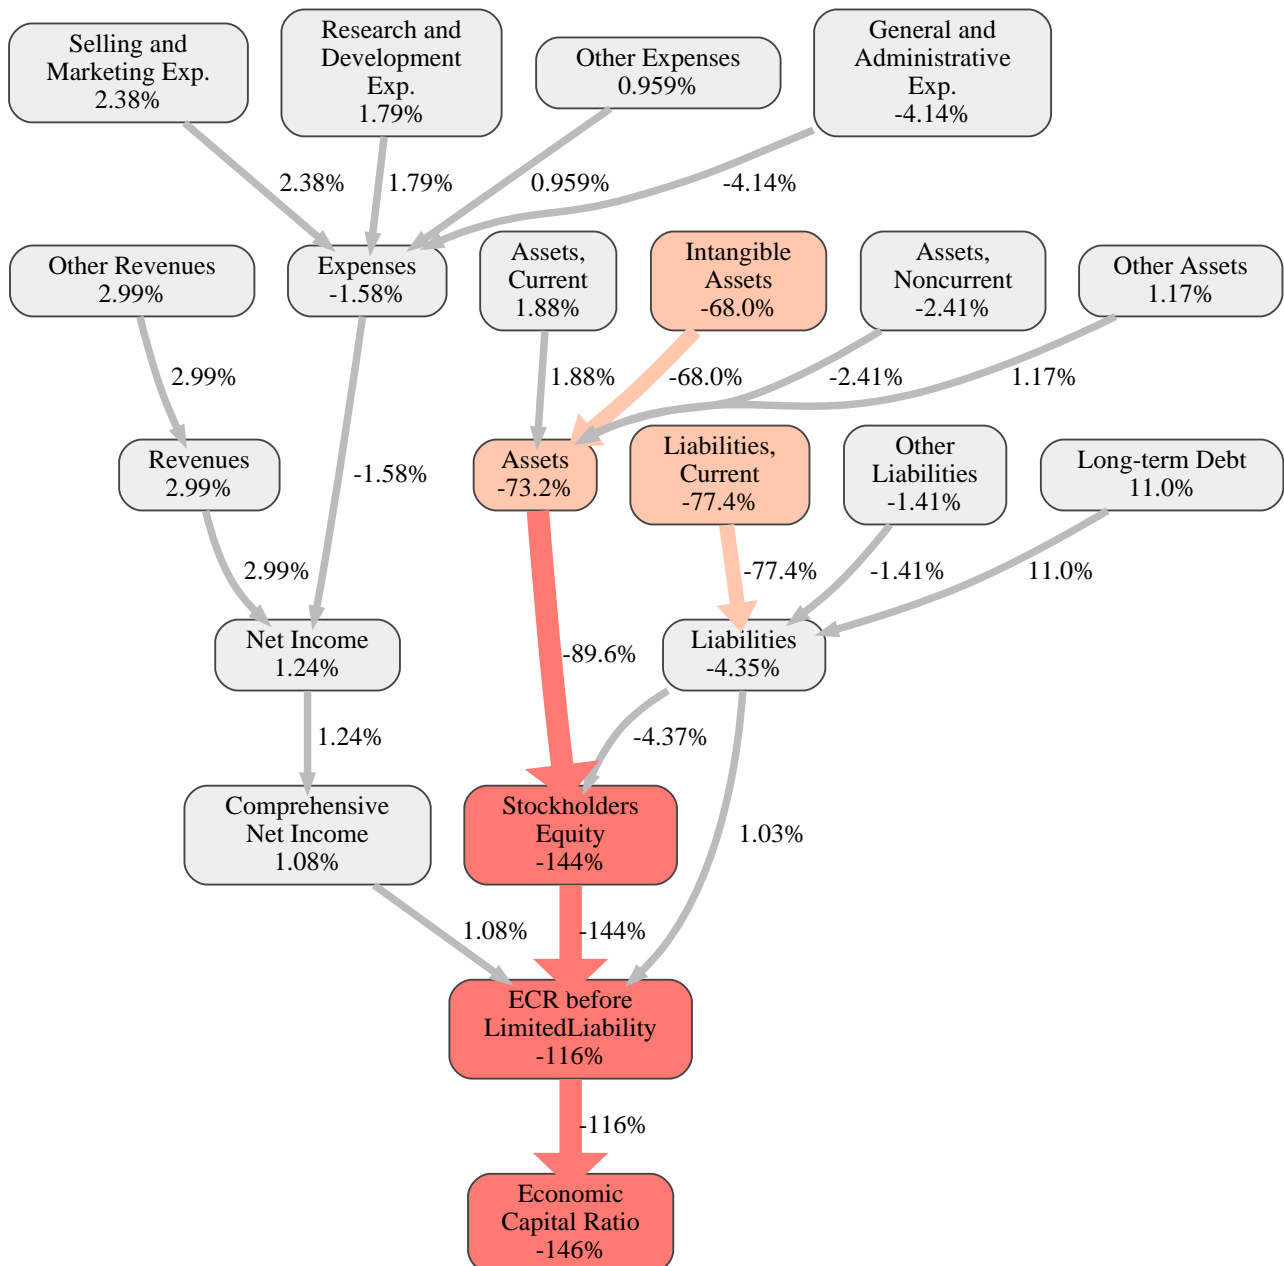 Selling and
Marketing Exp.
2.38%
Research and
Development
Exp.
1.79%
Other Expenses
0.959%
General and
Administrative
Exp.
-4.14%
2.38%
1.79%
0.959%
-4.14%
Other Revenues
2.99%
Expenses
-1.58%
Assets,
Current
1.88%
Intangible
Assets
-68.0%
Assets,
Noncurrent
-2.41%
Other Assets
1.17%
2.99%
1.88%
-68.0%
-2.41%
1.17%
Revenues
2.99%
-1.58%
Assets
-73.2%
Liabilities,
Current
-77.4%
Other
Liabilities
-1.41%
Long-term Debt
11.0%
2.99%
-77.4%
-1.41%
11.0%
Net Income
1.24%
-89.6%
Liabilities
-4.35%
1.24%
-4.37%
Comprehensive
Net Income
1.08%
Stockholders
Equity
-144%
1.03%
1.08%
-144%
ECR before
LimitedLiability
-116%
-116%
Economic
Capital Ratio
-146%